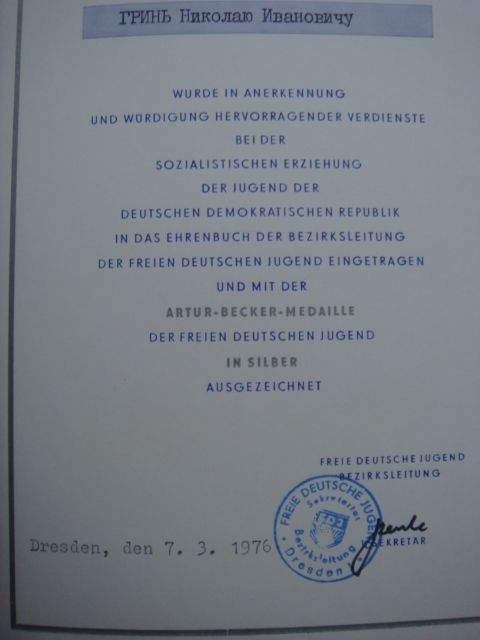 ГРИНЬ Николаю Ивановичу
WURDE IN ANERKENNUNG
UND WÜRDIGUNG HERVORRAGENDER VERDIENSTE
BEI DER
SOZIALISTISCHEN ERZIEHUNG
DER JUGEND DER
DEUTSCHEN DEMOKRATISCHEN REPUBLIK
IN DAS EHRENBUCH DER BEZIRKSLEITUNG
DER FREIEN DEUTSCHEN JUGEND EINGETRAGEN
UND MIT DER
ARTUR-BECKER-MEDAILLE
DER FREIEN DEUTSCHEN JUGEND
IN SILBER
AUSGEZEICHNET
FREIE DEUTSCHE JUGEND
BEZIRKSLEITUNG
FREIE DEUTSCHE JUGEND
Sekretariat
FDJ
Bezirksleitung
Dresden
SEKRETAR
Dresden, den 7. 3. 1976